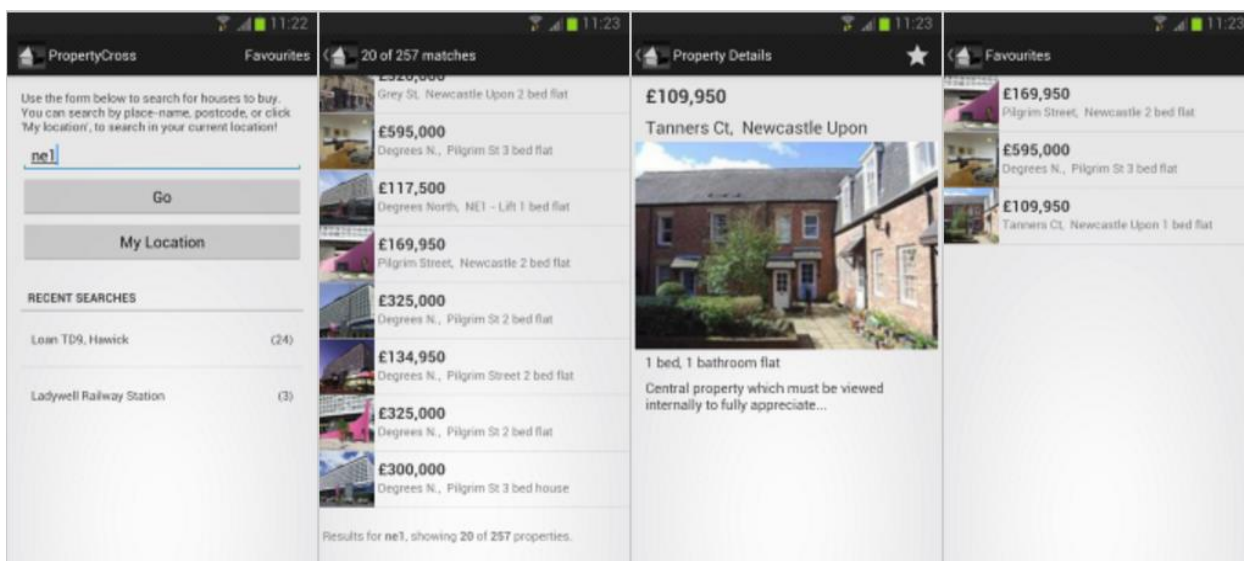 11:22
PropertyCross Favourites
Use the form below to search for houses to buy.
You can search by place-name, postcode, or click
'My location', to search in your current location!
ne1
Go
My Location
RECENT SEARCHES
Loan TD9, Hawick (24)
Ladywell Railway Station (3)
11:23
20 of 257 matches
£320,000
Grey St, Newcastle Upon 2 bed flat
£595,000
Degrees N., Pilgrim St 3 bed flat
£117,500
Degrees North, NE1 - Lift 1 bed flat
£169,950
Pilgrim Street, Newcastle 2 bed flat
£325,000
Degrees N., Pilgrim St 2 bed flat
£134,950
Degrees N., Pilgrim Street 2 bed flat
£325,000
Degrees N., Pilgrim St 2 bed flat
£300,000
Degrees N., Pilgrim St 3 bed house
Results for ne1, showing 20 of 257 properties.
11:23
Property Details
£109,950
Tanners Ct, Newcastle Upon
1 bed, 1 bathroom flat
Central property which must be viewed
internally to fully appreciate...
11:23
Favourites
£169,950
Pilgrim Street, Newcastle 2 bed flat
£595,000
Degrees N., Pilgrim St 3 bed flat
£109,950
Tanners Ct, Newcastle Upon 1 bed flat